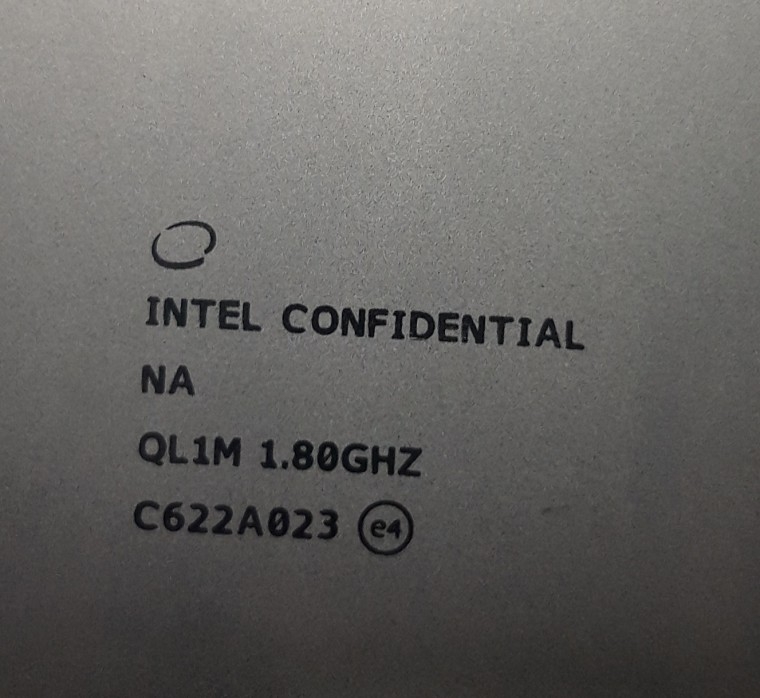 INTEL CONFIDENTIAL
NA
QL1M 1.80GHZ
C622A023 e4